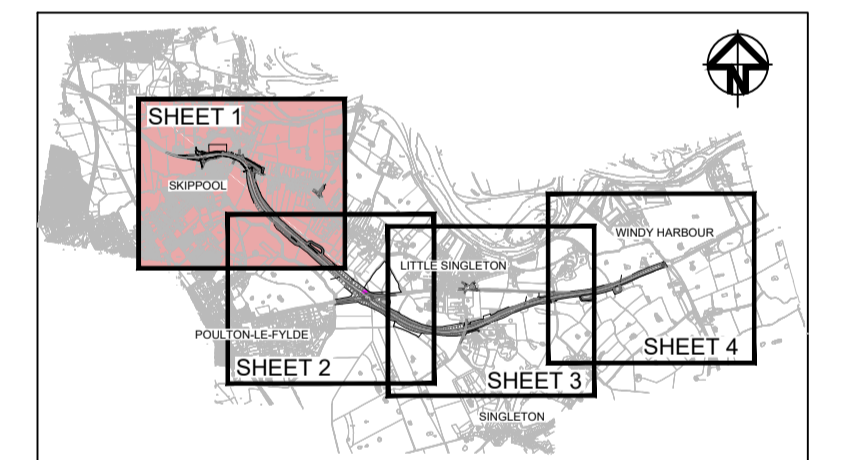 N
SHEET 1
SKIPPOOL
WINDY HARBOUR
LITTLE SINGLETON
POULTON-LE-FYLDE
SHEET 4
SHEET 2
SHEET 3
SINGLETON